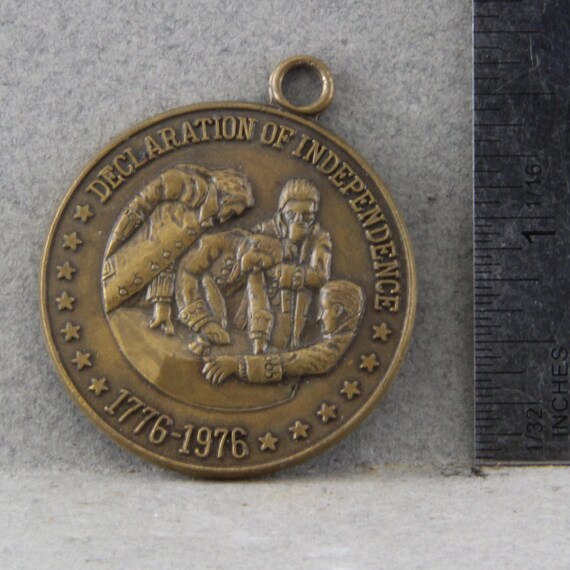 DECLARATION OF INDEPENDENCE
1776-1976
1/16
1
1/32
INCHES